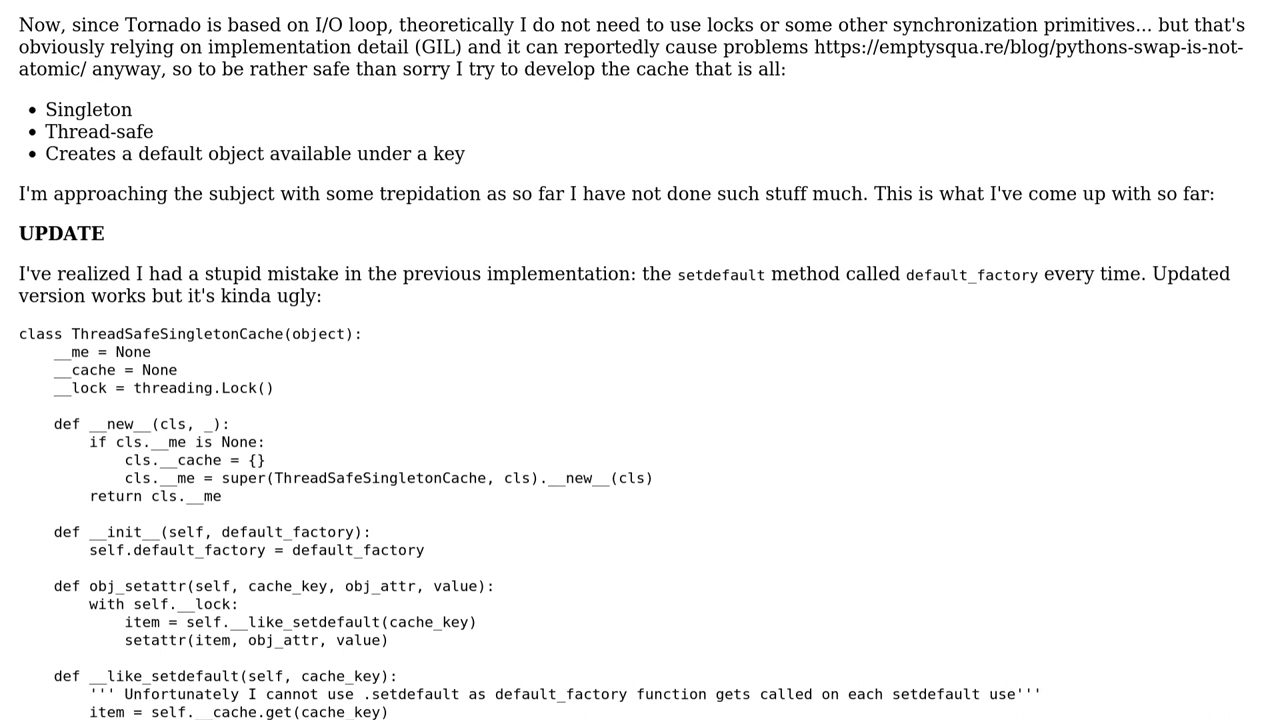 Now, since Tornado is based on I/O loop, theoretically I do not need to use locks or some other synchronization primitives... but that's
obviously relying on implementation detail (GIL) and it can reportedly cause problems https://emptysqua.re/blog/pythons-swap-is-not-
atomic/ anyway, so to be rather safe than sorry I try to develop the cache that is all:
• Singleton
• Thread-safe
• Creates a default object available under a key
I'm approaching the subject with some trepidation as so far I have not done such stuff much. This is what I've come up with so far:
UPDATE
I've realized I had a stupid mistake in the previous implementation: the setdefault method called default_factory every time. Updated
version works but it's kinda ugly:
class ThreadSafeSingletonCache(object):
    __me = None
    __cache = None
    __lock = threading.Lock()
    def __new__(cls, _):
        if cls.__me is None:
            cls.__cache = {}
            cls.__me = super(ThreadSafeSingletonCache, cls).__new__(cls)
        return cls.__me
    def __init__(self, default_factory):
        self.default_factory = default_factory
    def obj_setattr(self, cache_key, obj_attr, value):
        with self.__lock:
            item = self.__like_setdefault(cache_key)
            setattr(item, obj_attr, value)
    def __like_setdefault(self, cache_key):
        ''' Unfortunately I cannot use .setdefault as default_factory function gets called on each setdefault use'''
        item = self.__cache.get(cache_key)